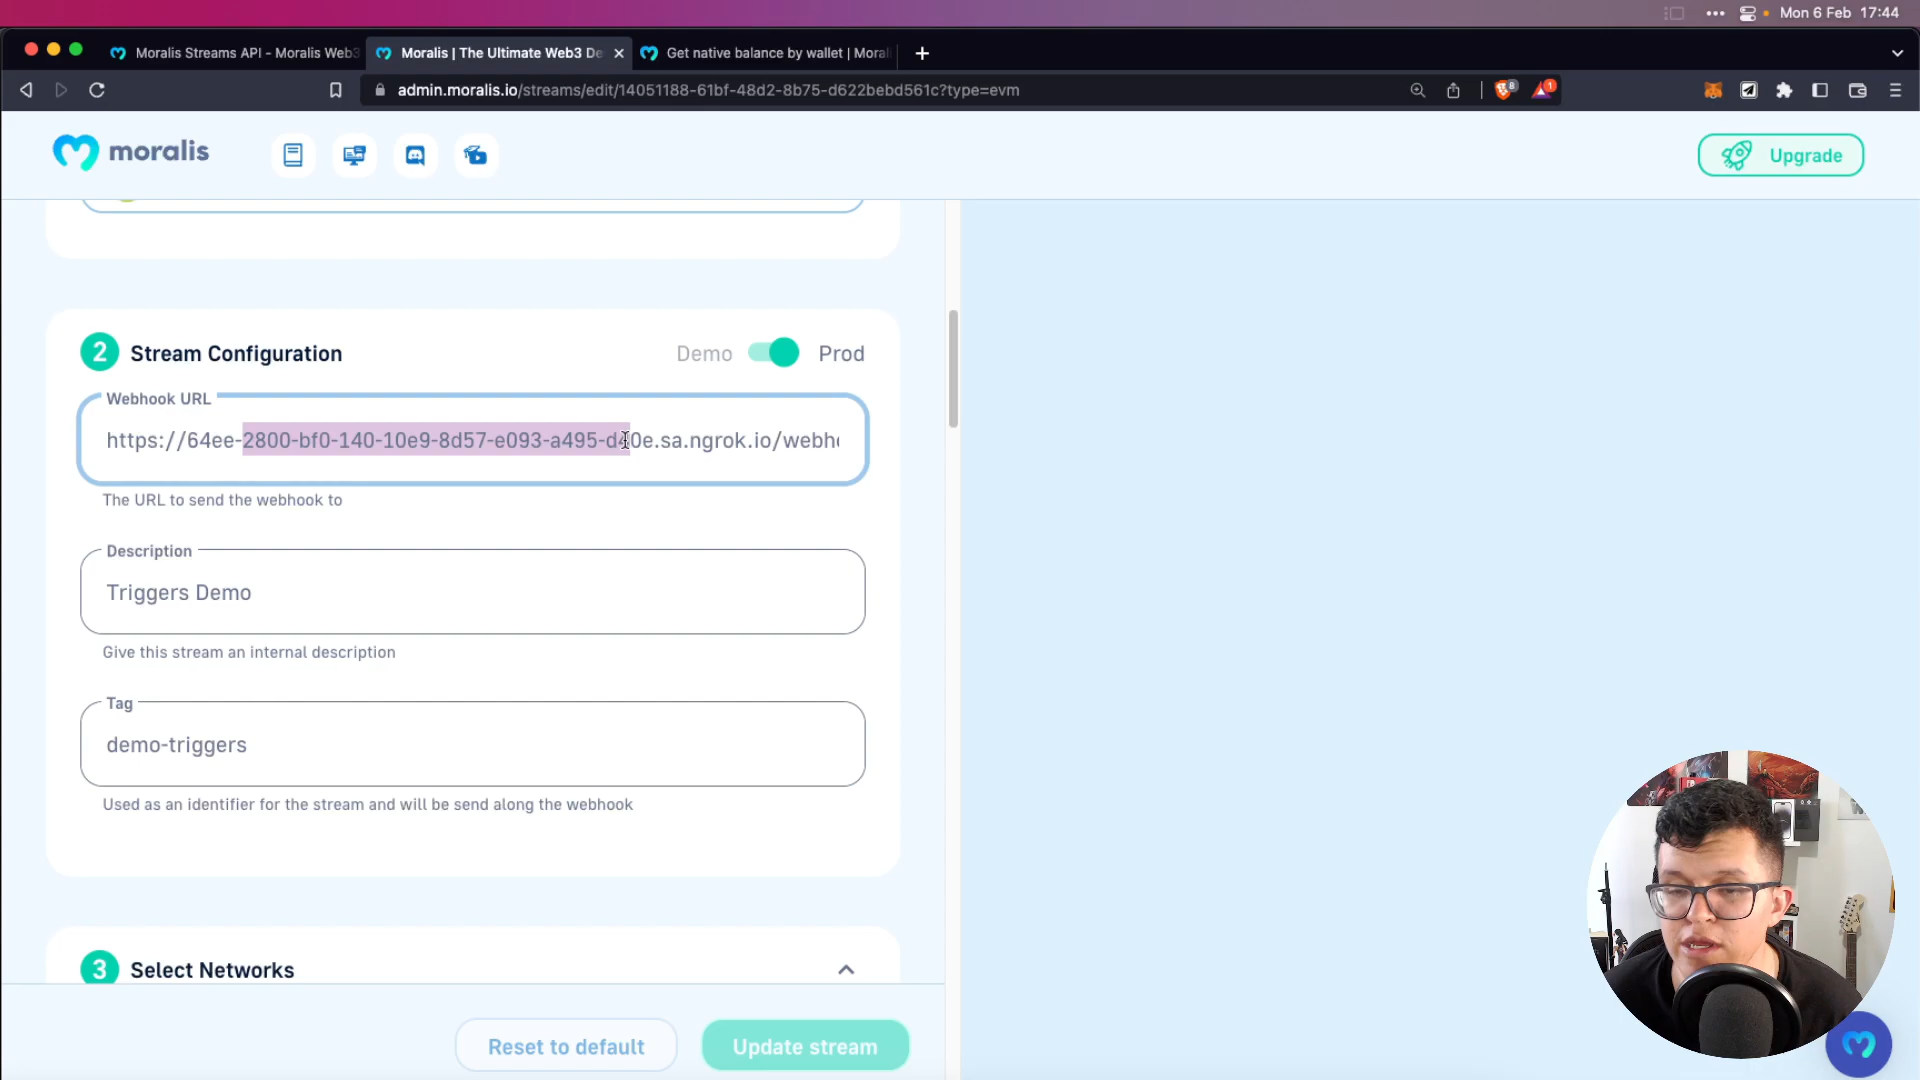 Mon 6 Feb 17:44
Moralis Streams API - Moralis Web3
Moralis | The Ultimate Web3 De
Get native balance by wallet | Moral
admin.moralis.io/streams/edit/14051188-61bf-48d2-8b75-d622bebd561c?type=evm
8
1
moralis
Upgrade
2 Stream Configuration
Demo
Prod
Webhook URL
https://64ee-2800-bf0-140-10e9-8d57-e093-a495-d40e.sa.ngrok.io/webh
The URL to send the webhook to
Description
Triggers Demo
Give this stream an internal description
Tag
demo-triggers
Used as an identifier for the stream and will be send along the webhook
3 Select Networks
Reset to default
Update stream